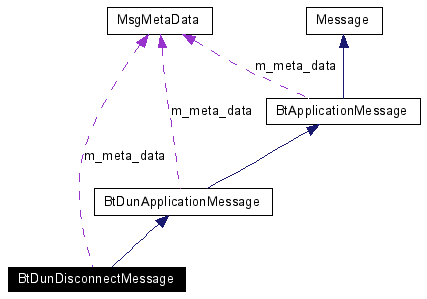 MsgMetaData
Message
m_meta_data
BtApplicationMessage
m_meta_data
m_meta_data
BtDunApplicationMessage
BtDunDisconnectMessage